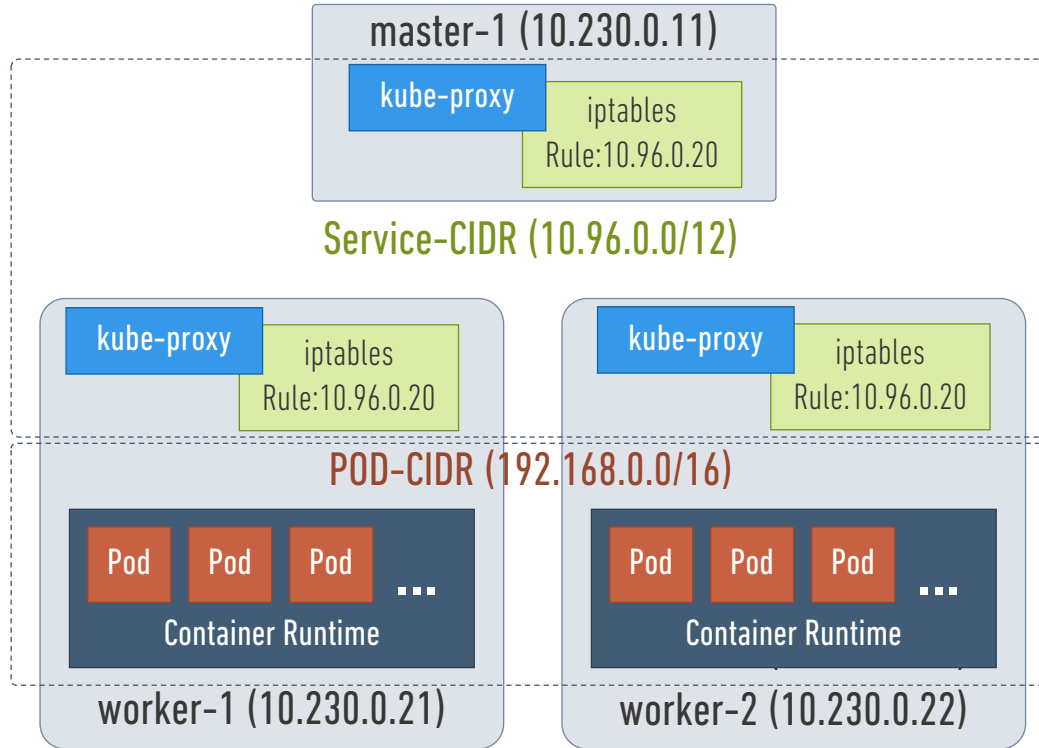 master-1 (10.230.0.11)
kube-proxy
iptables
Rule:10.96.0.20
Service-CIDR (10.96.0.0/12)
kube-proxy
iptables
Rule:10.96.0.20
kube-proxy
iptables
Rule:10.96.0.20
POD-CIDR (192.168.0.0/16)
Pod Pod Pod ...
Container Runtime
Pod Pod Pod ...
Container Runtime
worker-1 (10.230.0.21)
worker-2 (10.230.0.22)